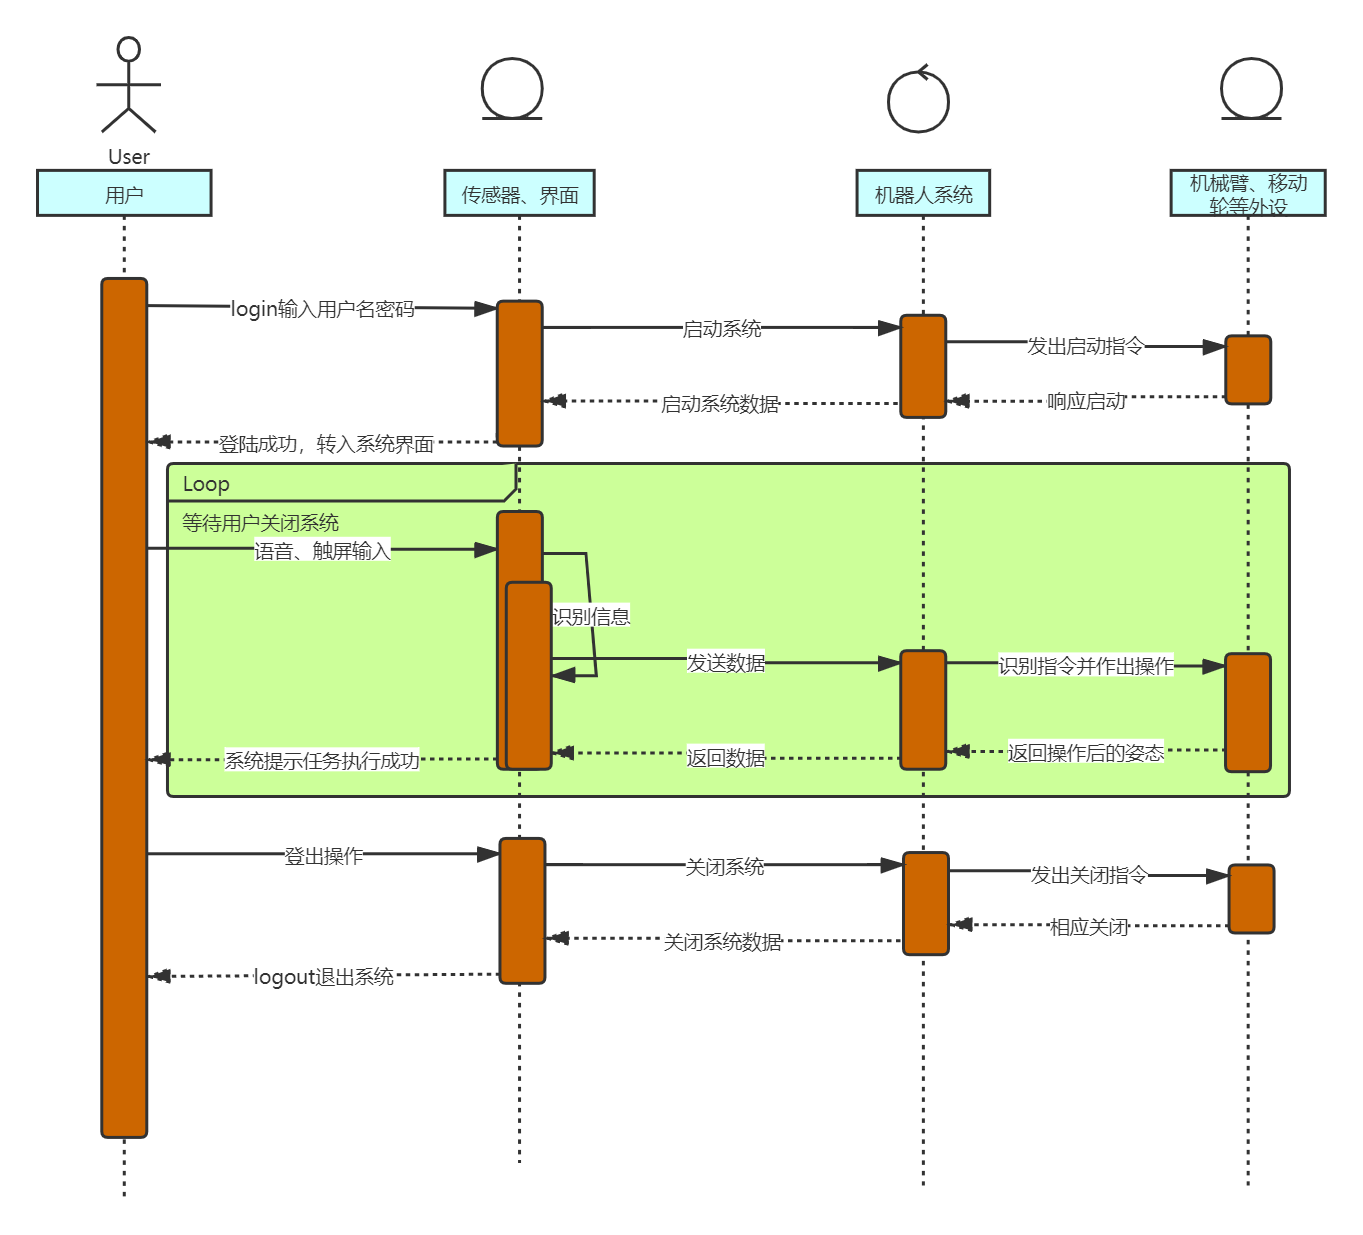 User
用户
传感器、界面
机器人系统
机械臂、移动
轮等外设
login输入用户名密码
启动系统
发出启动指令
响应启动
启动系统数据
登陆成功，转入系统界面
Loop
等待用户关闭系统
语音、触屏输入
识别信息
发送数据
识别指令并作出操作
返回操作后的姿态
返回数据
系统提示任务执行成功
登出操作
关闭系统
发出关闭指令
相应关闭
关闭系统数据
logout退出系统